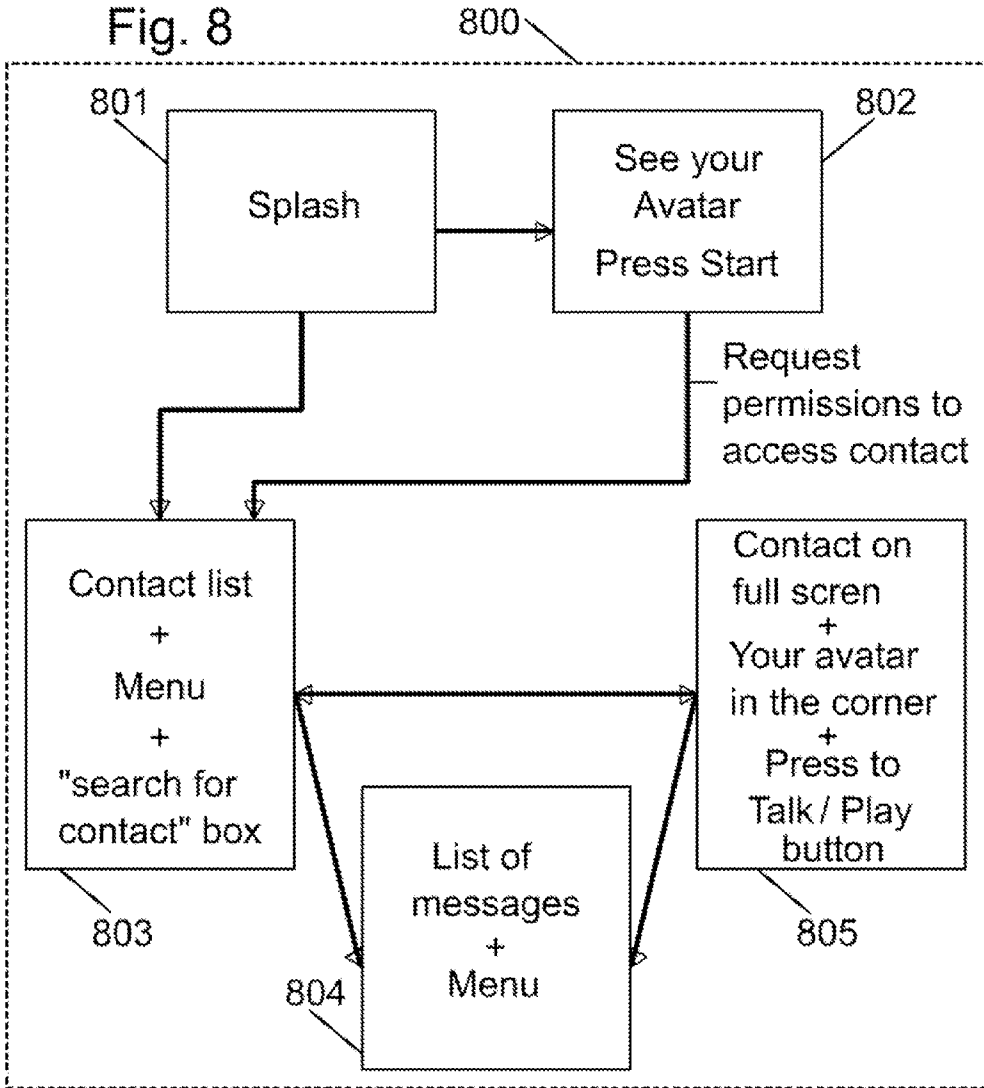 Fig. 8
800
801
802
Splash
See your
Avatar
Press Start
Request
permissions to
access contact
Contact list
+
Menu
+
"search for
contact" box
803
Contact on
full scren
+
Your avatar
in the corner
+
Press to
Talk / Play
button
805
List of
messages
+
Menu
804